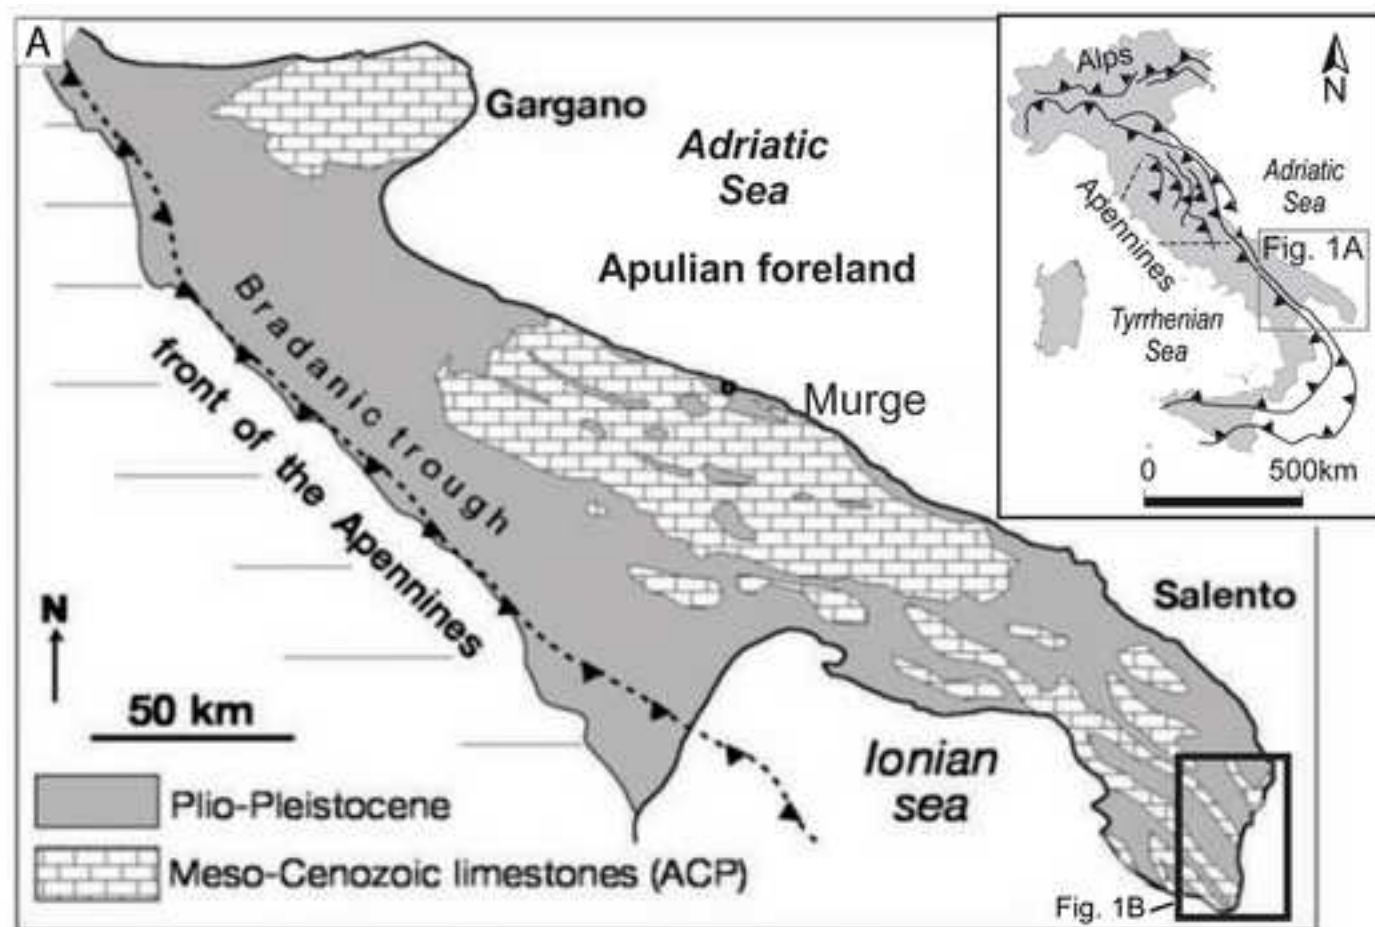 A
Gargano
Adriatic
Sea
Apulian foreland
Bradanic trough
front of the Apennines
Murge
Salento
N
50 km
Ionian
sea
Plio-Pleistocene
Meso-Cenozoic limestones (ACP)
Fig. 1B
Alps
N
Adriatic
Sea
Apennines
Fig. 1A
Tyrrhenian
Sea
0 500km